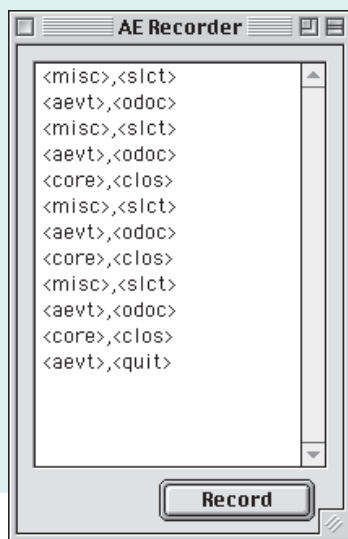 AE Recorder
<misc>,<slct>
<aevt>,<odoc>
<misc>,<slct>
<aevt>,<odoc>
<core>,<clos>
<misc>,<slct>
<aevt>,<odoc>
<core>,<clos>
<misc>,<slct>
<aevt>,<odoc>
<core>,<clos>
<aevt>,<quit>
Record